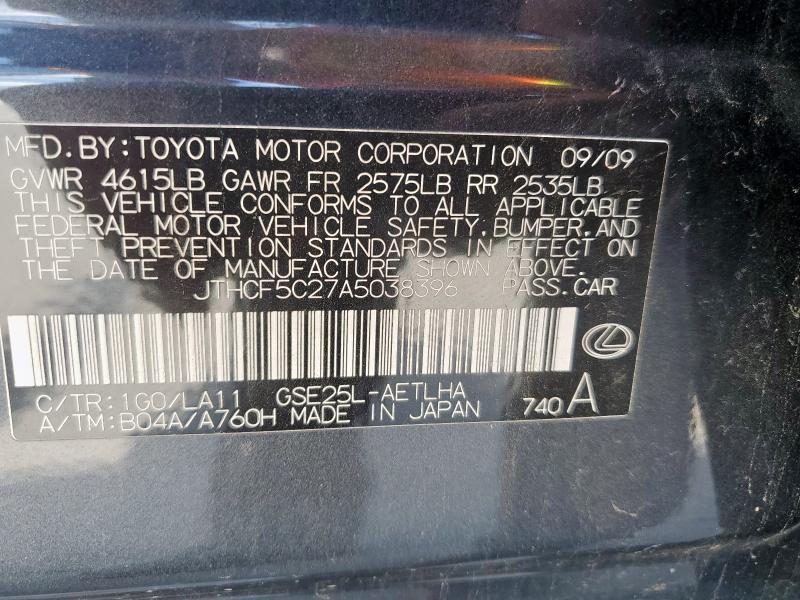 MFD.BY:TOYOTA MOTOR CORPORATION 09/09
GVWR 4615LB GAWR FR 2575LB RR 2535LB
THIS VEHICLE CONFORMS TO ALL APPLICABLE
FEDERAL MOTOR VEHICLE SAFETY,BUMPER,AND
THEFT PREVENTION STANDARDS IN EFFECT ON
THE DATE OF MANUFACTURE SHOWN ABOVE.
JTHCF5C27A5038396 PASS.CAR
C/TR:1G0/LA11 GSE25L-AETLHA
A/TM:B04A/A760H MADE IN JAPAN 740A